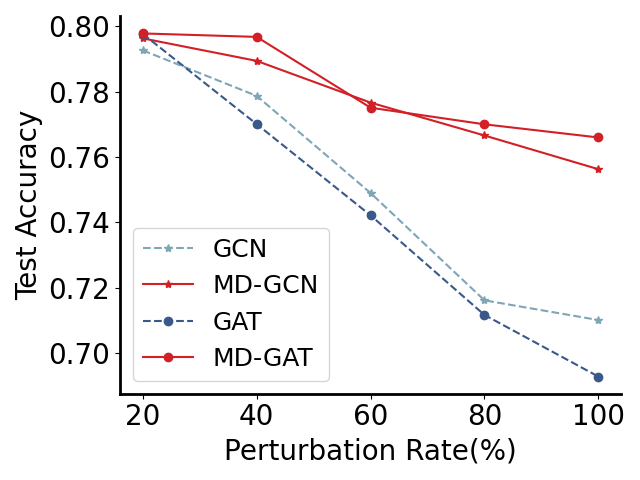 Test Accuracy
0.80
0.78
0.76
0.74
0.72
0.70
GCN
MD-GCN
GAT
MD-GAT
20 40 60 80 100
Perturbation Rate(%)